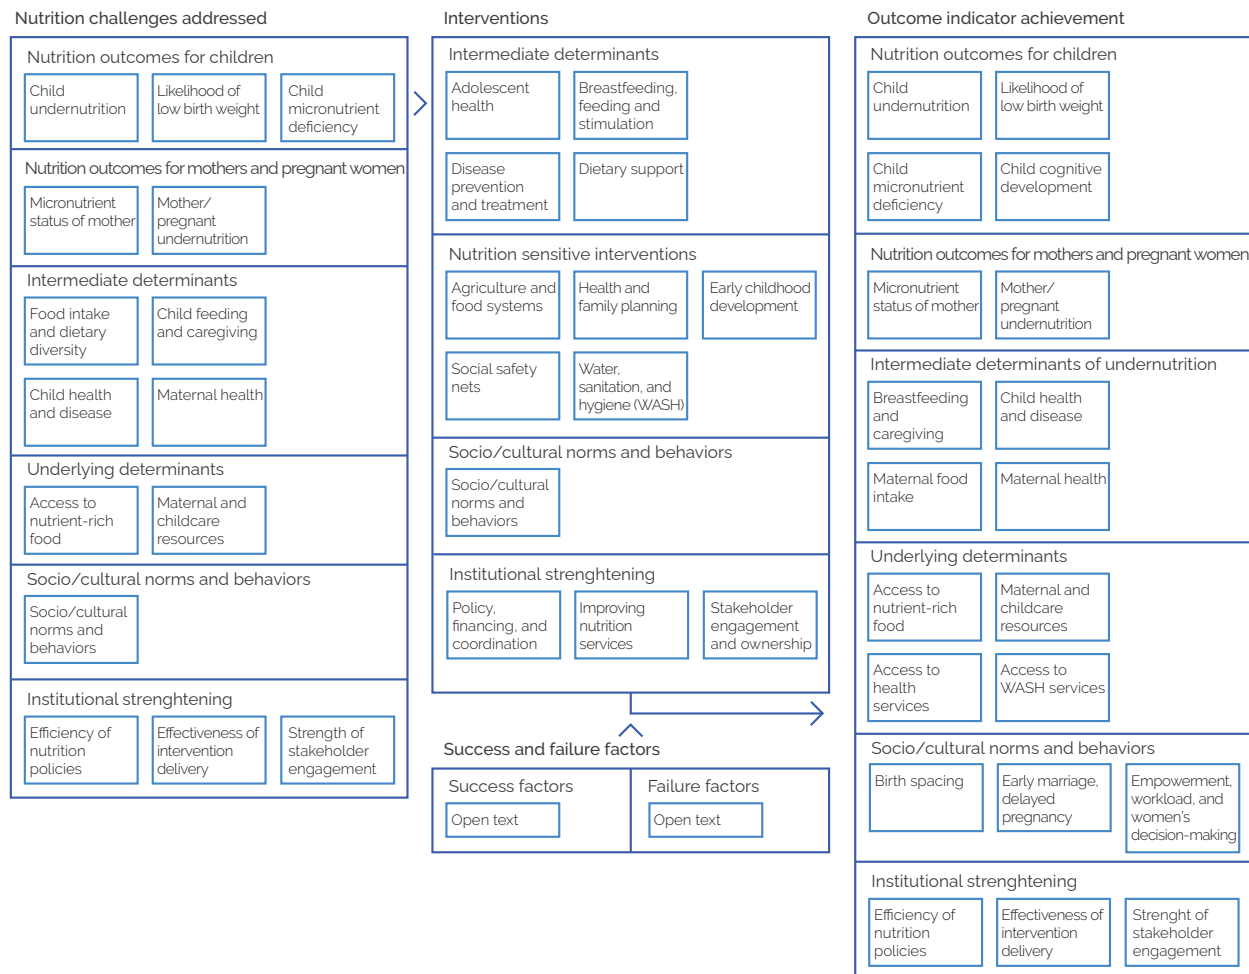 Nutrition challenges addressed
Nutrition outcomes for children
Child
undernutrition
Likelihood of
low birth weight
Child
micronutrient
deficiency
Nutrition outcomes for mothers and pregnant women
Micronutrient
status of mother
Mother/
pregnant
undernutrition
Intermediate determinants
Food intake
and dietary
diversity
Child feeding
and caregiving
Child health
and disease
Maternal health
Underlying determinants
Access to
nutrient-rich
food
Maternal and
childcare
resources
Socio/cultural norms and behaviors
Socio/cultural
norms and
behaviors
Institutional strenghtening
Efficiency of
nutrition
policies
Effectiveness of
intervention
delivery
Strength of
stakeholder
engagement
Interventions
Intermediate determinants
Adolescent
health
Breastfeeding,
feeding and
stimulation
Disease
prevention
and treatment
Dietary support
Nutrition sensitive interventions
Agriculture and
food systems
Health and
family planning
Early childhood
development
Social safety
nets
Water,
sanitation, and
hygiene (WASH)
Socio/cultural norms and behaviors
Socio/cultural
norms and
behaviors
Institutional strenghtening
Policy,
financing, and
coordination
Improving
nutrition
services
Stakeholder
engagement
and ownership
Success and failure factors
Success factors
Open text
Failure factors
Open text
Outcome indicator achievement
Nutrition outcomes for children
Child
undernutrition
Likelihood of
low birth weight
Child
micronutrient
deficiency
Child cognitive
development
Nutrition outcomes for mothers and pregnant women
Micronutrient
status of mother
Mother/
pregnant
undernutrition
Intermediate determinants of undernutrition
Breastfeeding
and
caregiving
Child health
and disease
Maternal food
intake
Maternal health
Underlying determinants
Access to
nutrient-rich
food
Maternal and
childcare
resources
Access to
health
services
Access to
WASH services
Socio/cultural norms and behaviors
Birth spacing
Early marriage,
delayed
pregnancy
Empowerment,
workload, and
women's
decision-making
Institutional strenghtening
Efficiency of
nutrition
policies
Effectiveness of
intervention
delivery
Strenght of
stakeholder
engagement